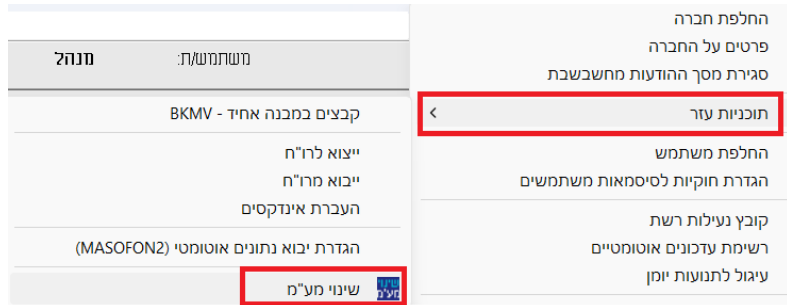 החלפת חברה
פרטים על החברה
סגירת מסך ההודעות מחשבשבת
תוכניות עזר
החלפת משתמש
הגדרת חוקיות לסיסמאות משתמשים
קובץ נעילות רשת
רשימת עדכונים אוטומטיים
עיגול לתנועות יומן
משתמש/ת: מנהל
קבצים במבנה אחיד - BKMV
ייצוא לרו"ח
ייבוא מרו"ח
העברת אינדקסים
הגדרת יבוא נתונים אוטומטי (MASOFON2)
שינוי מע"מ
שינוי מע"מ